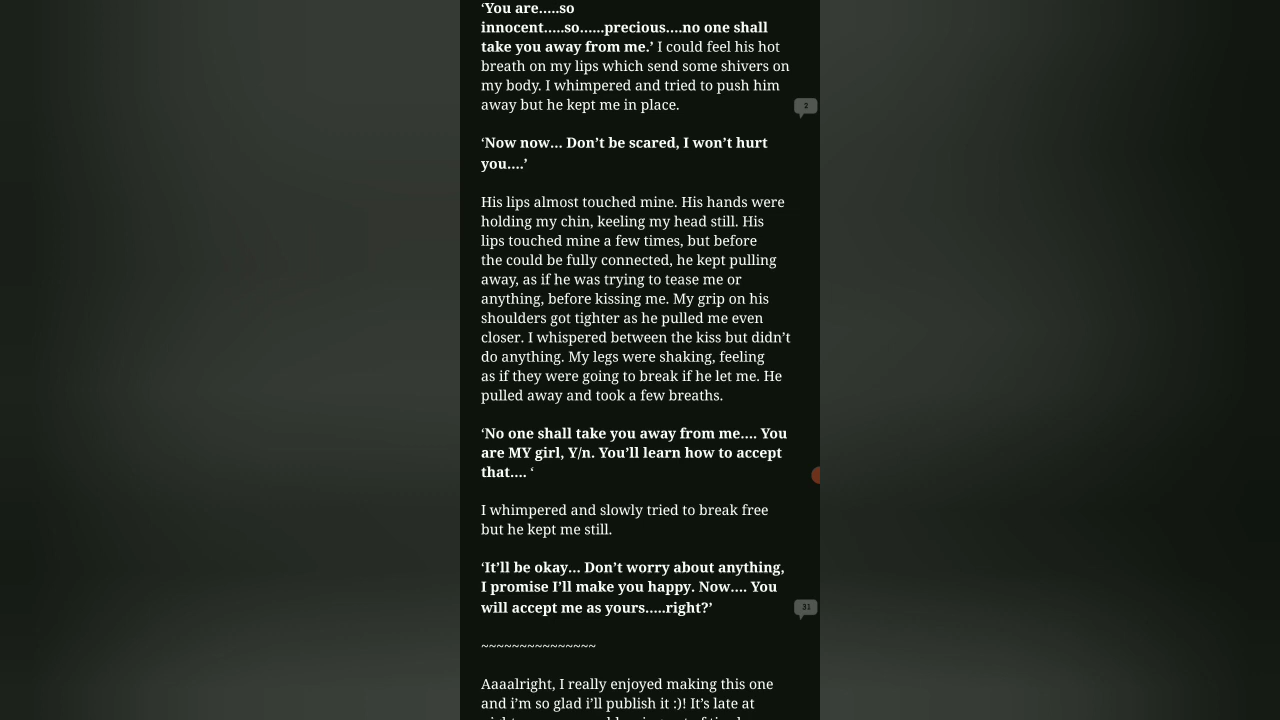 ‘You are.....so
innocent.....so......precious....no one shall
take you away from me.’ I could feel his hot
breath on my lips which send some shivers on
my body. I whimpered and tried to push him
away but he kept me in place.
2
‘Now now... Don’t be scared, I won’t hurt
you....’
His lips almost touched mine. His hands were
holding my chin, keeling my head still. His
lips touched mine a few times, but before
the could be fully connected, he kept pulling
away, as if he was trying to tease me or
anything, before kissing me. My grip on his
shoulders got tighter as he pulled me even
closer. I whispered between the kiss but didn’t
do anything. My legs were shaking, feeling
as if they were going to break if he let me. He
pulled away and took a few breaths.
‘No one shall take you away from me.... You
are MY girl, Y/n. You’ll learn how to accept
that.... ‘
I whimpered and slowly tried to break free
but he kept me still.
‘It’ll be okay... Don’t worry about anything,
I promise I’ll make you happy. Now.... You
will accept me as yours.....right?’
31
~~~~~~~~~~~~~~~
Aaaalright, I really enjoyed making this one
and i’m so glad i’ll publish it :)! It’s late at